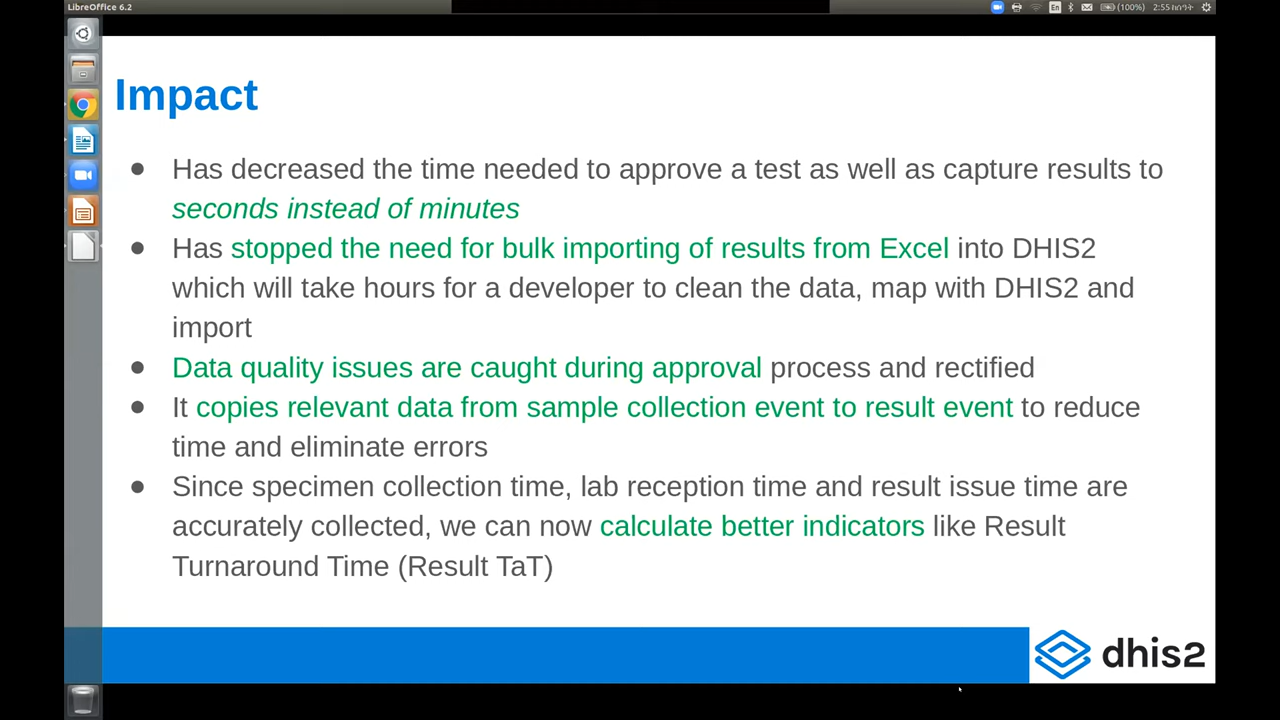 LibreOffice 6.2
En
(100%)
2:55 ከሰዓት
Impact
● Has decreased the time needed to approve a test as well as capture results to
seconds instead of minutes
● Has stopped the need for bulk importing of results from Excel into DHIS2
which will take hours for a developer to clean the data, map with DHIS2 and
import
● Data quality issues are caught during approval process and rectified
● It copies relevant data from sample collection event to result event to reduce
time and eliminate errors
● Since specimen collection time, lab reception time and result issue time are
accurately collected, we can now calculate better indicators like Result
Turnaround Time (Result TaT)
dhis2